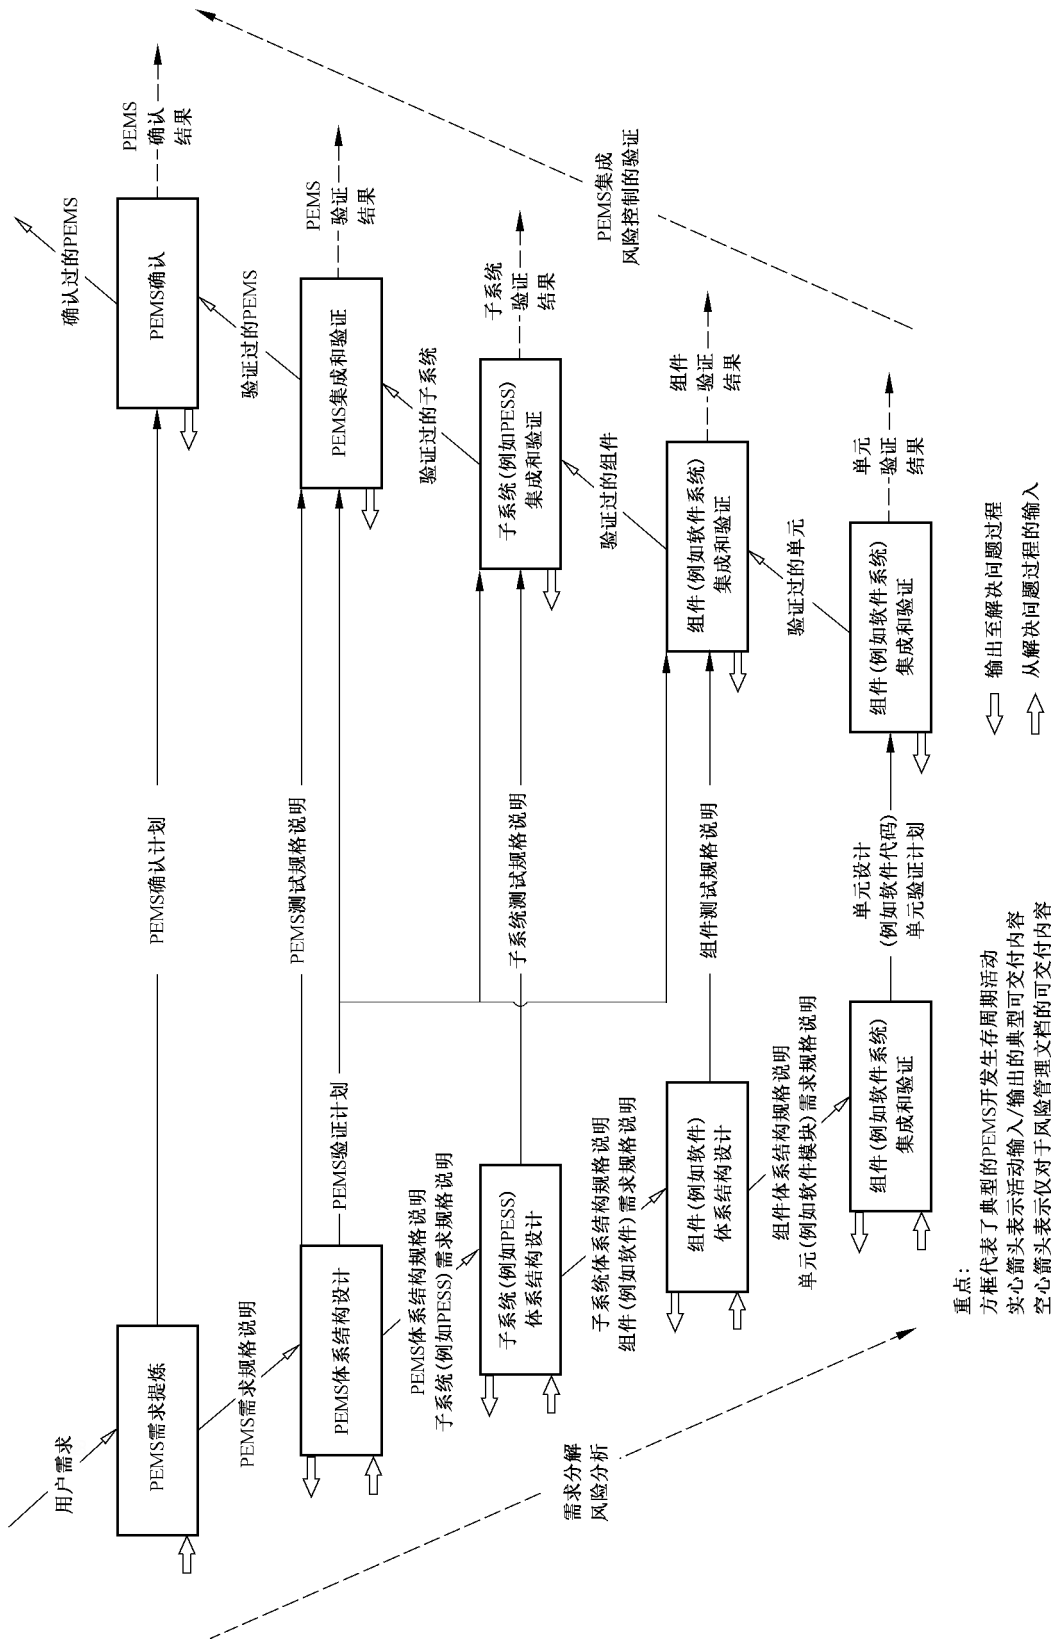 用户需求
PEMS需求提炼
PEMS确认计划
PEMS确认
确认过的PEMS
PEMS
确认
结果
PEMS需求规格说明
PEMS体系结构设计
PEMS测试规格说明
PEMS验证计划
PEMS集成和验证
验证过的PEMS
PEMS
验证
结果
PEMS体系结构规格说明
子系统(例如PESS)需求规格说明
子系统(例如PESS)
体系结构设计
子系统测试规格说明
子系统(例如PESS)
集成和验证
验证过的子系统
子系统
验证
结果
子系统体系结构规格说明
组件(例如软件)需求规格说明
组件(例如软件)
体系结构设计
组件测试规格说明
组件(例如软件系统)
集成和验证
验证过的组件
组件
验证
结果
组件体系结构规格说明
单元(例如软件模块)需求规格说明
组件(例如软件系统)
集成和验证
单元设计
(例如软件代码)
单元验证计划
组件(例如软件系统)
集成和验证
验证过的单元
单元
验证
结果
需求分解
风险分析
PEMS集成
风险控制的验证
重点:
方框代表了典型的PEMS开发生存周期活动
实心箭头表示活动输入/输出的典型可交付内容
空心箭头表示仅对于风险管理文档的可交付内容
输出至解决问题过程
从解决问题过程的输入